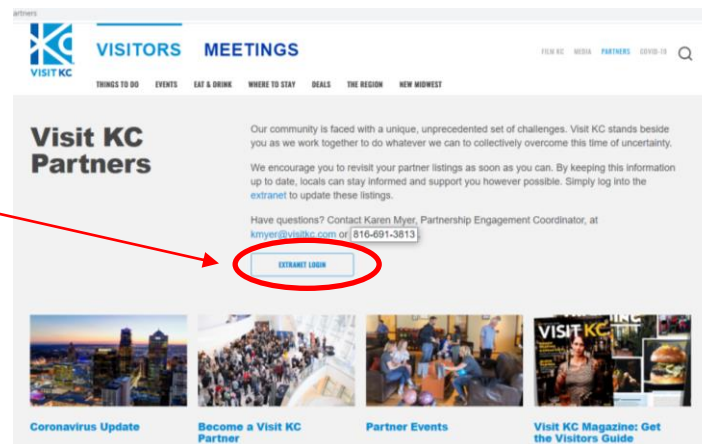 artners
VISIT KC
VISITORS MEETINGS
FILM KC MEDIA PARTNERS COVID-19
THINGS TO DO EVENTS EAT & DRINK WHERE TO STAY DEALS THE REGION NEW MIDWEST
Visit KC
Partners
Our community is faced with a unique, unprecedented set of challenges. Visit KC stands beside
you as we work together to do whatever we can to collectively overcome this time of uncertainty.
We encourage you to revisit your partner listings as soon as you can. By keeping this information
up to date, locals can stay informed and support you however possible. Simply log into the
extranet to update these listings.
Have questions? Contact Karen Myer, Partnership Engagement Coordinator, at
kmyer@visitkc.com or 816-691-3813.
EXTRANET LOGIN
VISIT KC
Coronavirus Update
Become a Visit KC
Partner
Partner Events
Visit KC Magazine: Get
the Visitors Guide